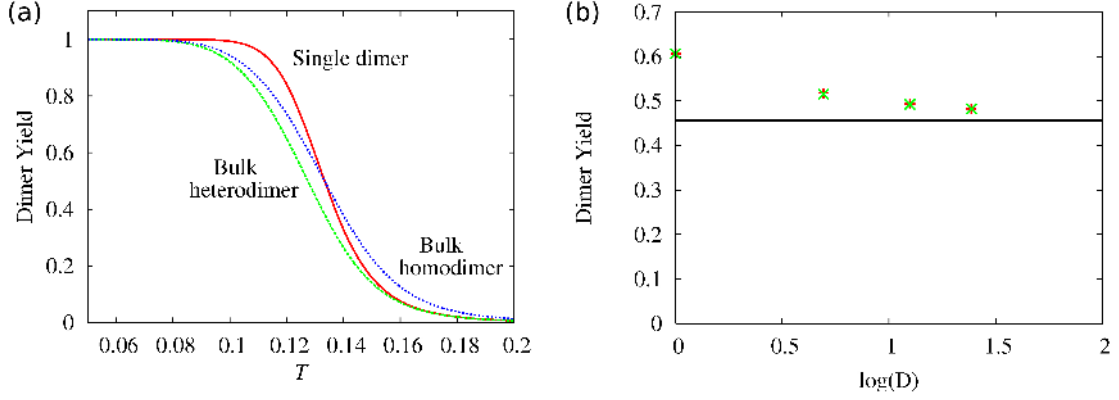 (a)
1
0.8
0.6
0.4
0.2
0
Dimer Yield
Single dimer
Bulk
heterodimer
Bulk
homodimer
0.06 0.08 0.1 0.12 0.14 0.16 0.18 0.2
T
(b)
0.7
0.6
0.5
0.4
0.3
0.2
0.1
0
Dimer Yield
0 0.5 1 1.5 2
log(D)